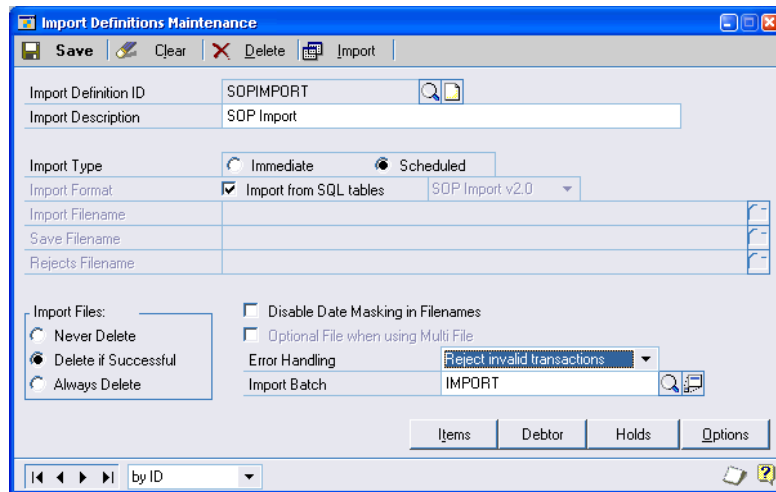 Import Definitions Maintenance
Save Clear Delete Import
Import Definition ID SOPIMPORT
Import Description SOP Import
Import Type Immediate Scheduled
Import Format Import from SQL tables SOP Import v2.0
Import Filename
Save Filename
Rejects Filename
Import Files: Disable Date Masking in Filenames
Never Delete Optional File when using Multi File
Delete if Successful Error Handling Reject invalid transactions
Always Delete Import Batch IMPORT
Items Debtor Holds Options
by ID